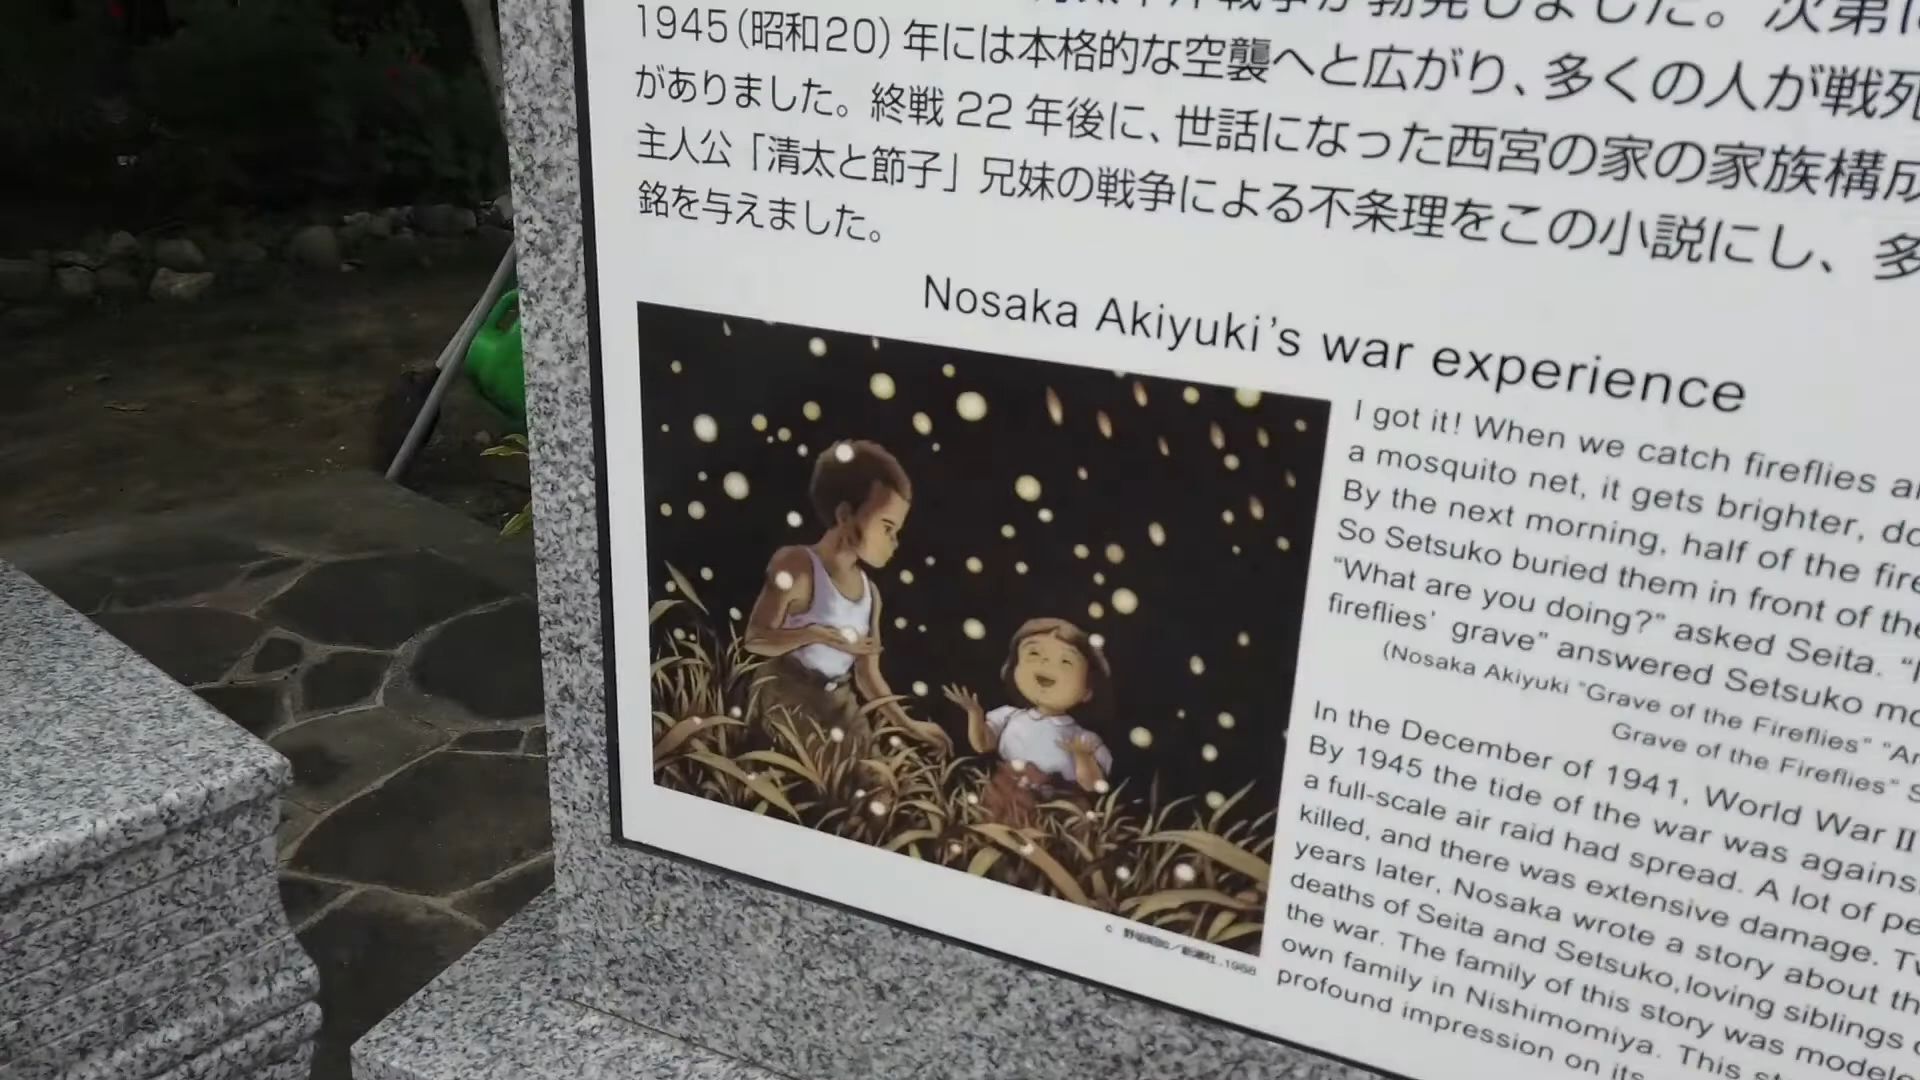 1945(昭和20)年には本格的な空襲へと広がり、多くの人が戦死
がありました。終戦 22 年後に、世話になった西宮の家の家族構成
主人公「清太と節子」兄妹の戦争による不条理をこの小説にし、多
銘を与えました。
Nosaka Akiyuki's war experience
I got it! When we catch fireflies
a mosquito net, it gets brighter,
By the next morning, half of the
So Setsuko buried them in front of the
"What are you doing?" asked Seita.
fireflies' grave" answered Setsuko
(Nosaka Akiyuki "Grave of the Fireflies"
Grave of the Fireflies"
In the December of 1941, World War II
By 1945 the tide of the war was
a full-scale air raid had spread. A lot of
killed, and there was extensive damage.
years later, Nosaka wrote a story about
deaths of Seita and Setsuko, loving siblings
the war. The family of this story was
own family in Nishimomiya. This
profound impression on its